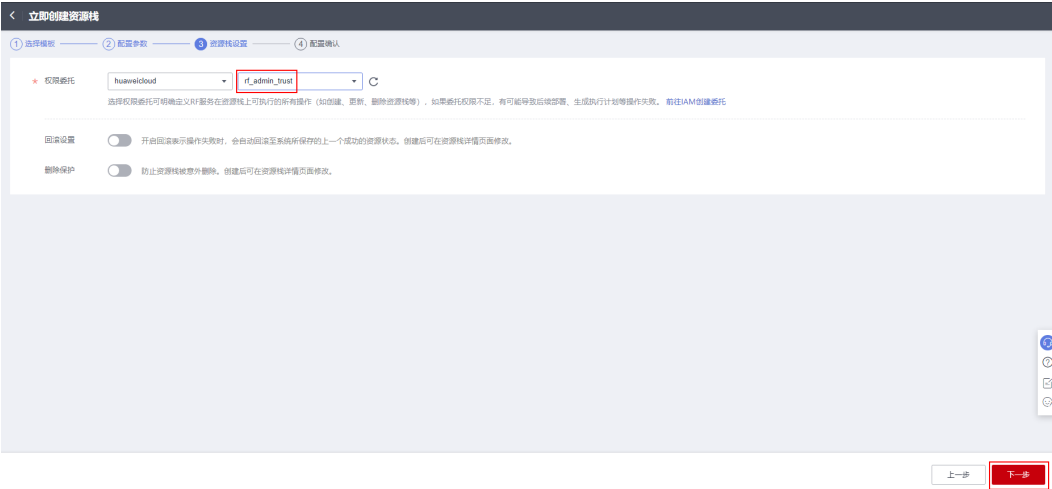 立即创建资源栈
1 选择模板 2 配置参数 3 资源栈设置 4 配置确认
* 权限委托 huaweicloud rf_admin_trust
选择权限委托可明确定义RF服务在资源栈上可执行的所有操作（如创建、更新、删除资源栈等），如果委托权限不足，有可能导致后续部署、生成执行计划等操作失败。 前往IAM创建委托
回滚设置 开启回滚表示操作失败时，会自动回滚至系统所保存的上一个成功的资源状态。创建后可在资源栈详情页面修改。
删除保护 防止资源栈被意外删除。创建后可在资源栈详情页面修改。
上一步 下一步